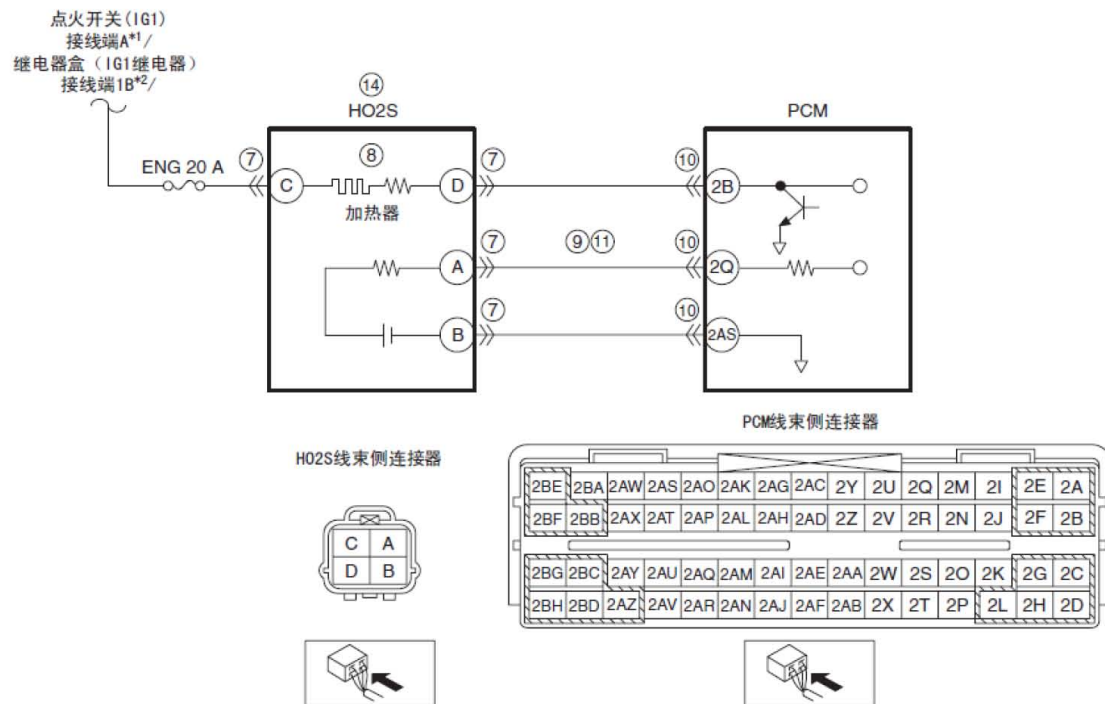 点火开关(IG1)
接线端A*1/
继电器盒（IG1继电器）
接线端1B*2/
⑭
HO2S
PCM
ENG 20 A
⑦
C
⑧
加热器
D
⑦
⑩
2B
A
⑦
⑨⑪
⑩
2Q
B
⑦
⑩
2AS
PCM线束侧连接器
HO2S线束侧连接器
C A
D B
2BE 2BA 2AW 2AS 2AO 2AK 2AG 2AC 2Y 2U 2Q 2M 2I 2E 2A
2BF 2BB 2AX 2AT 2AP 2AL 2AH 2AD 2Z 2V 2R 2N 2J 2F 2B
2BG 2BC 2AY 2AU 2AQ 2AM 2AI 2AE 2AA 2W 2S 2O 2K 2G 2C
2BH 2BD 2AZ 2AV 2AR 2AN 2AJ 2AF 2AB 2X 2T 2P 2L 2H 2D